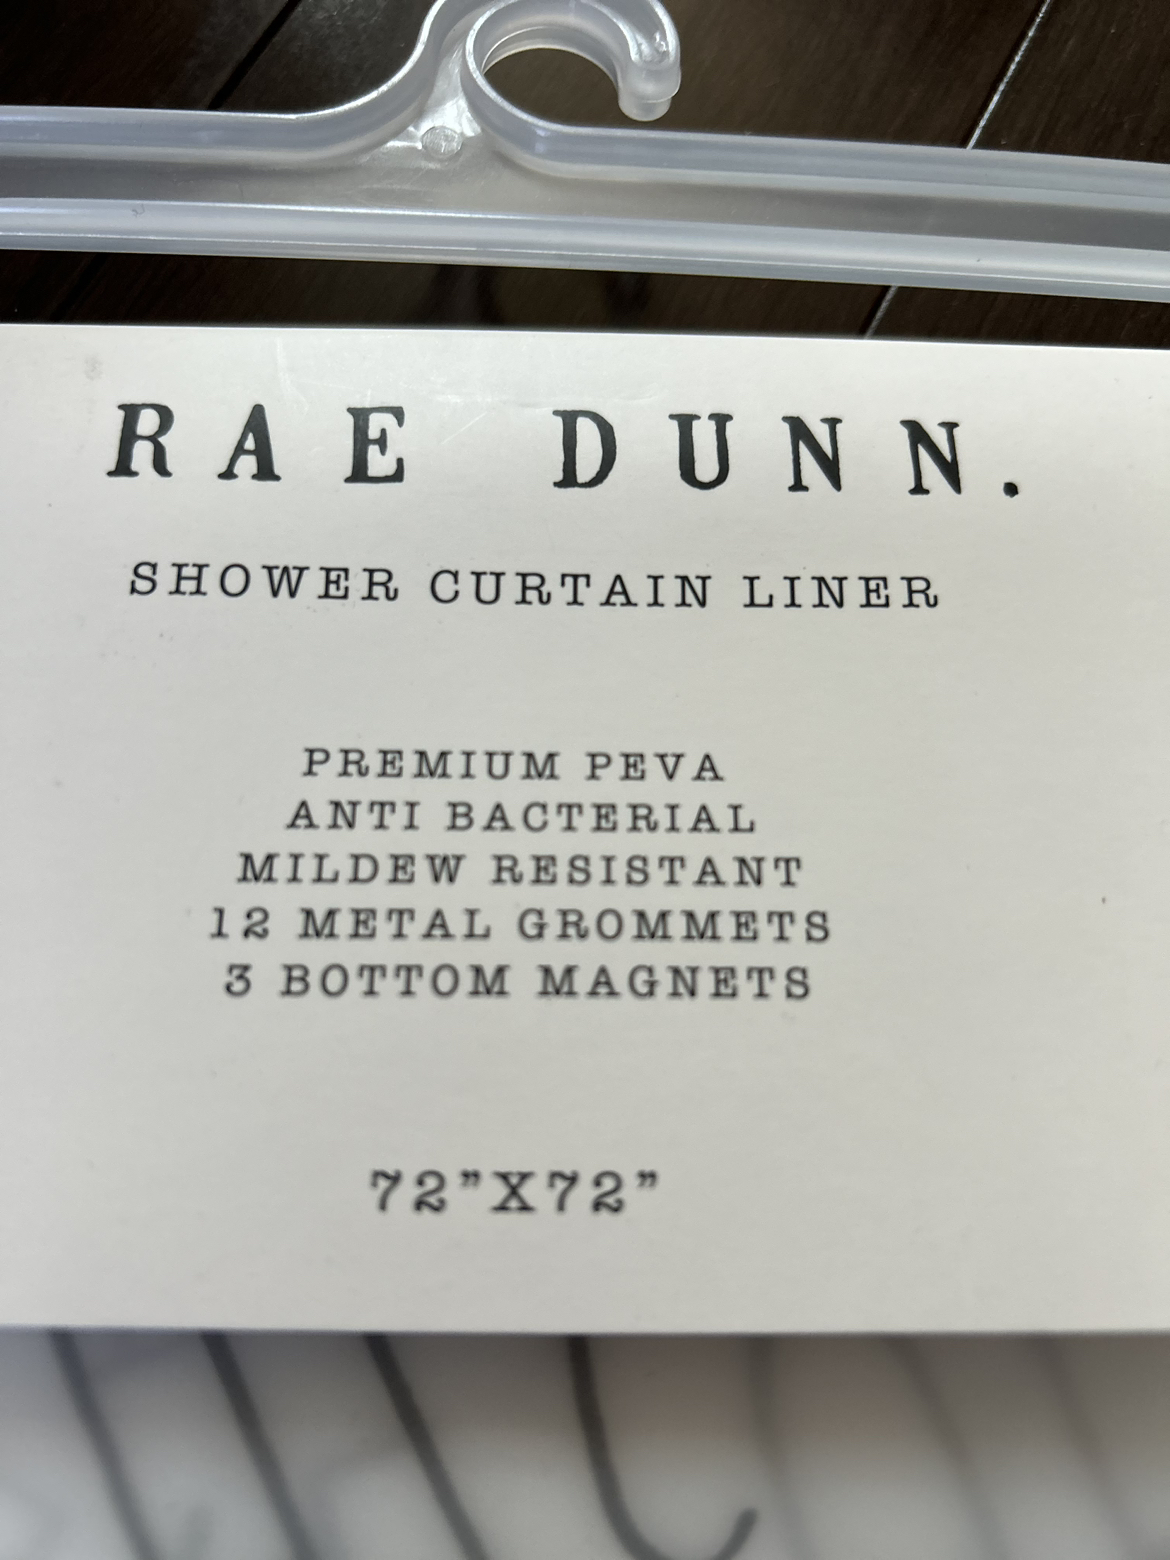 RAE DUNN.
SHOWER CURTAIN LINER
PREMIUM PEVA
ANTI BACTERIAL
MILDEW RESISTANT
12 METAL GROMMETS
3 BOTTOM MAGNETS
72”X72”